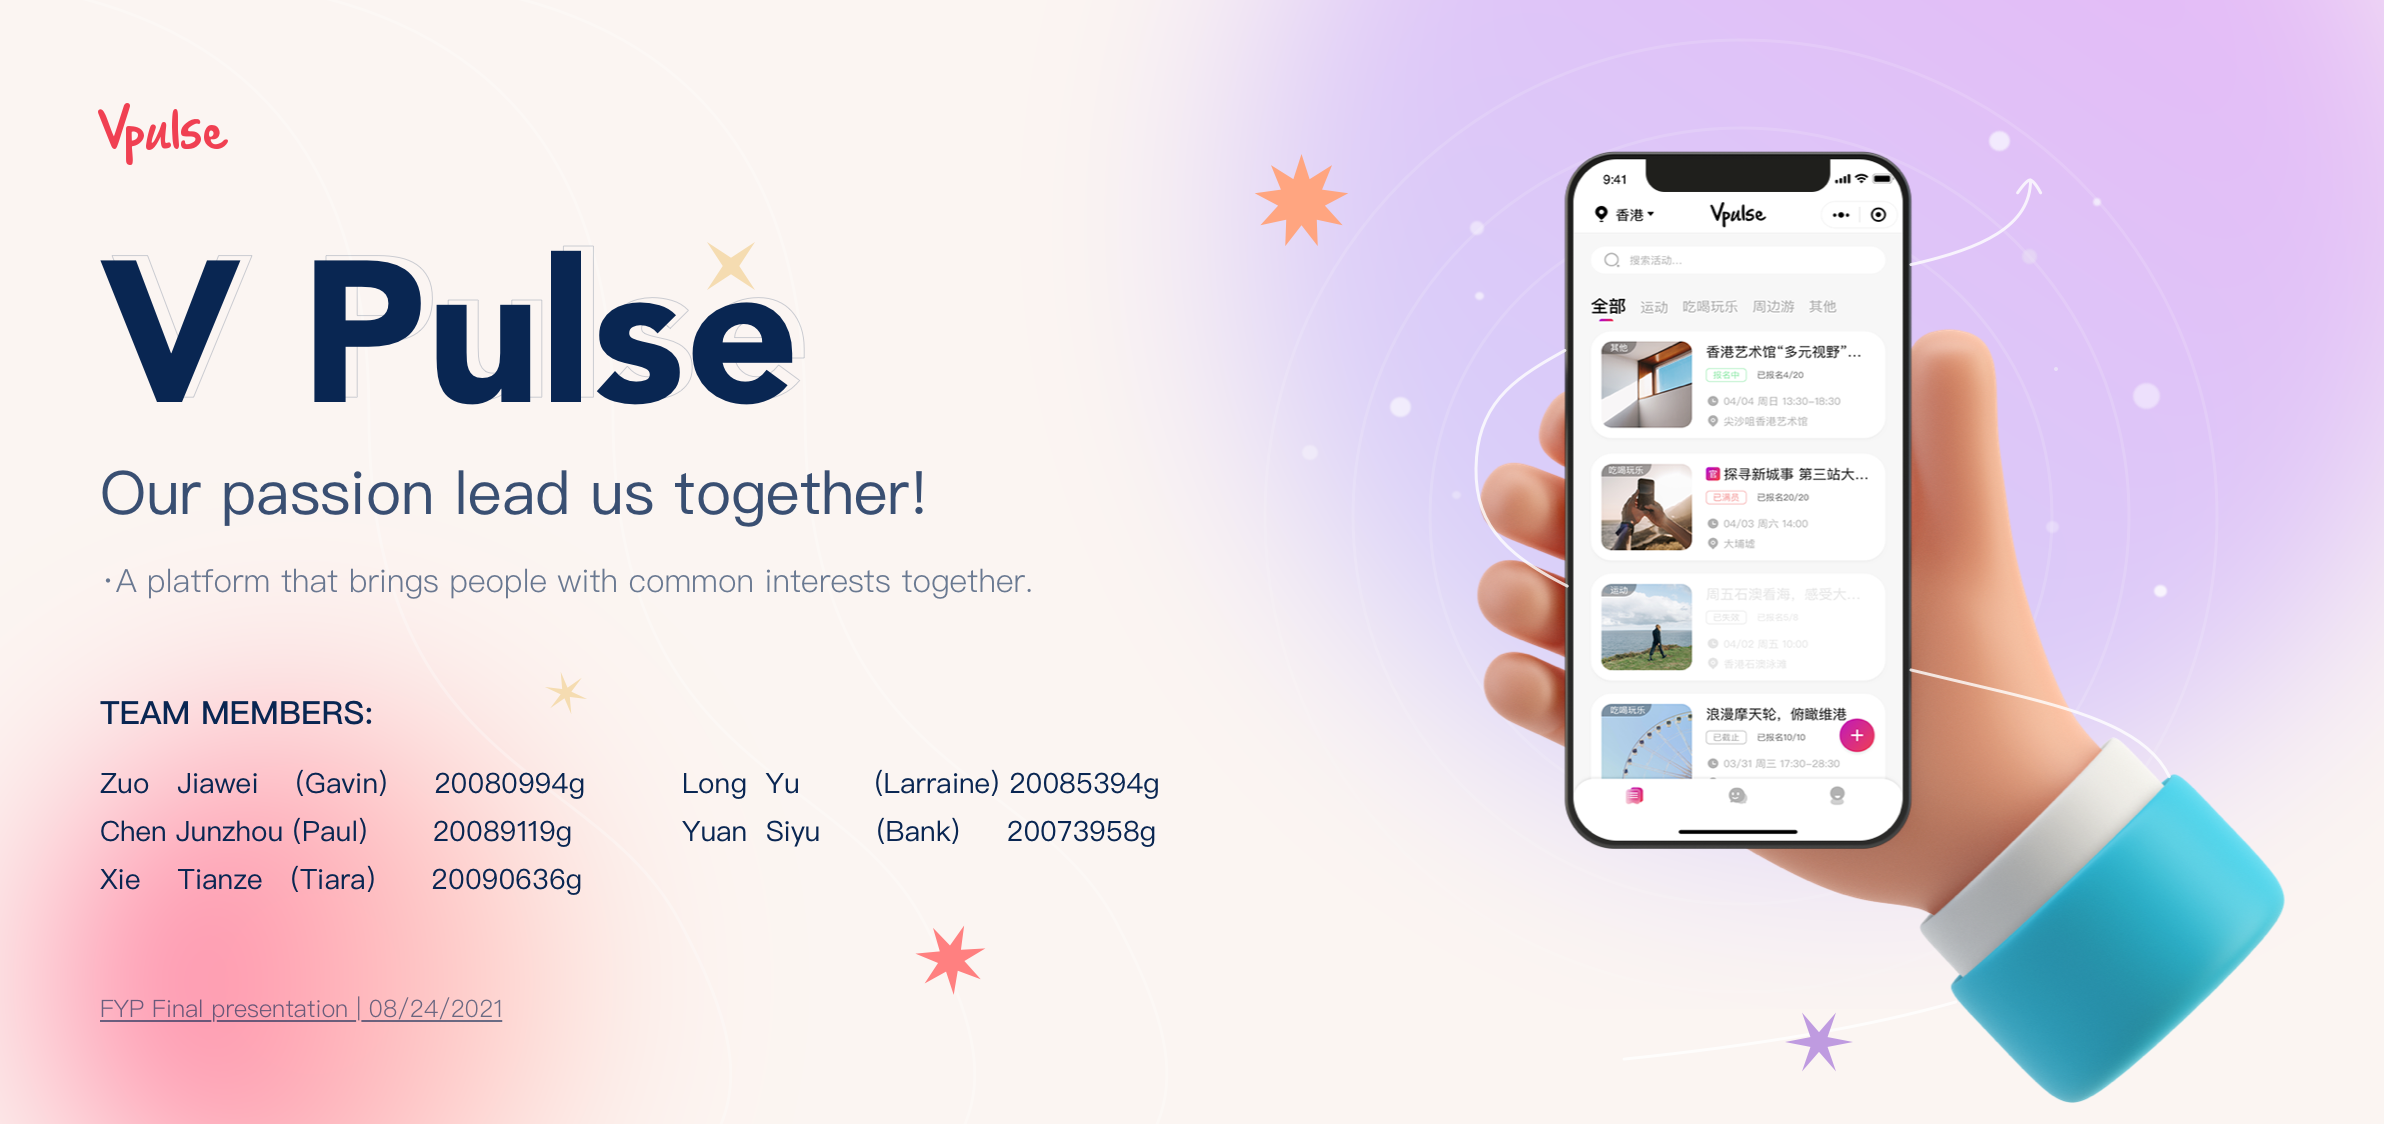 Vpulse
V Pulse
Our passion lead us together!
·A platform that brings people with common interests together.
TEAM MEMBERS:
Zuo Jiawei (Gavin) 20080994g
Long Yu (Larraine) 20085394g
Chen Junzhou (Paul) 20089119g
Yuan Siyu (Bank) 20073958g
Xie Tianze (Tiara) 20090636g
FYP Final presentation | 08/24/2021
9:41
香港
Vpulse
搜索活动...
全部 运动 吃喝玩乐 周边游 其他
其他
香港艺术馆“多元视野”...
报名中 已报名4/20
04/04 周日 13:30-18:30
尖沙咀香港艺术馆
吃喝玩乐
官 探寻新城事 第三站大...
已满员 已报名20/20
04/03 周六 14:00
大埔墟
运动
周五石澳看海，感受大...
已失效 已报名5/8
04/02 周五 10:00
香港石澳泳滩
吃喝玩乐
浪漫摩天轮，俯瞰维港
已截止 已报名10/10
03/31 周三 17:30-28:30